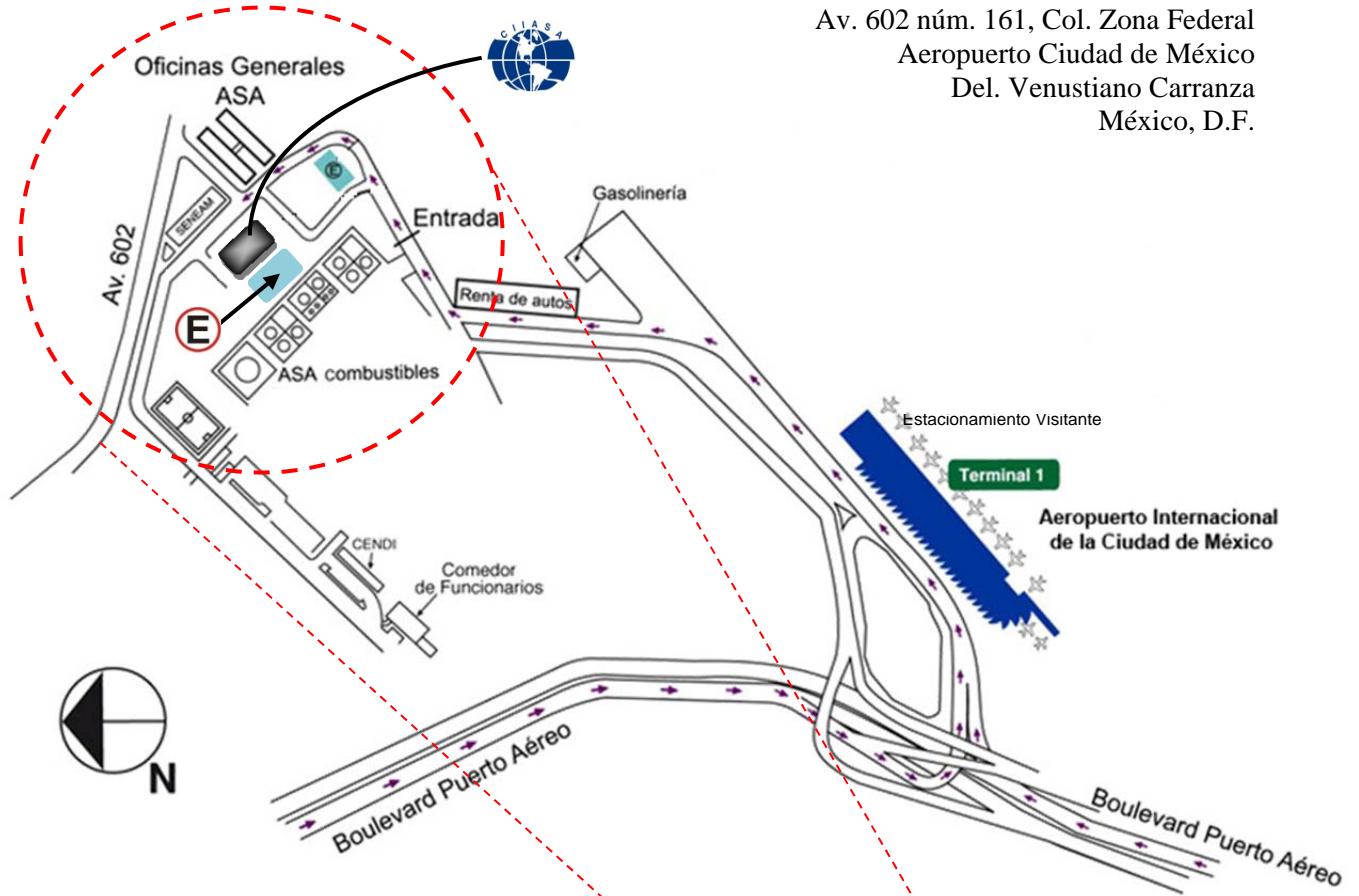 Av. 602 núm. 161, Col. Zona Federal
Aeropuerto Ciudad de México
Del. Venustiano Carranza
México, D.F.
CIIASA
Oficinas Generales
ASA
E
SENEAM
Av. 602
Entrada
Gasolinería
Renta de autos
E
ASA combustibles
Estacionamiento Visitante
Terminal 1
Aeropuerto Internacional
de la Ciudad de México
CENDI
Comedor
de Funcionarios
N
Boulevard Puerto Aéreo
Boulevard Puerto Aéreo